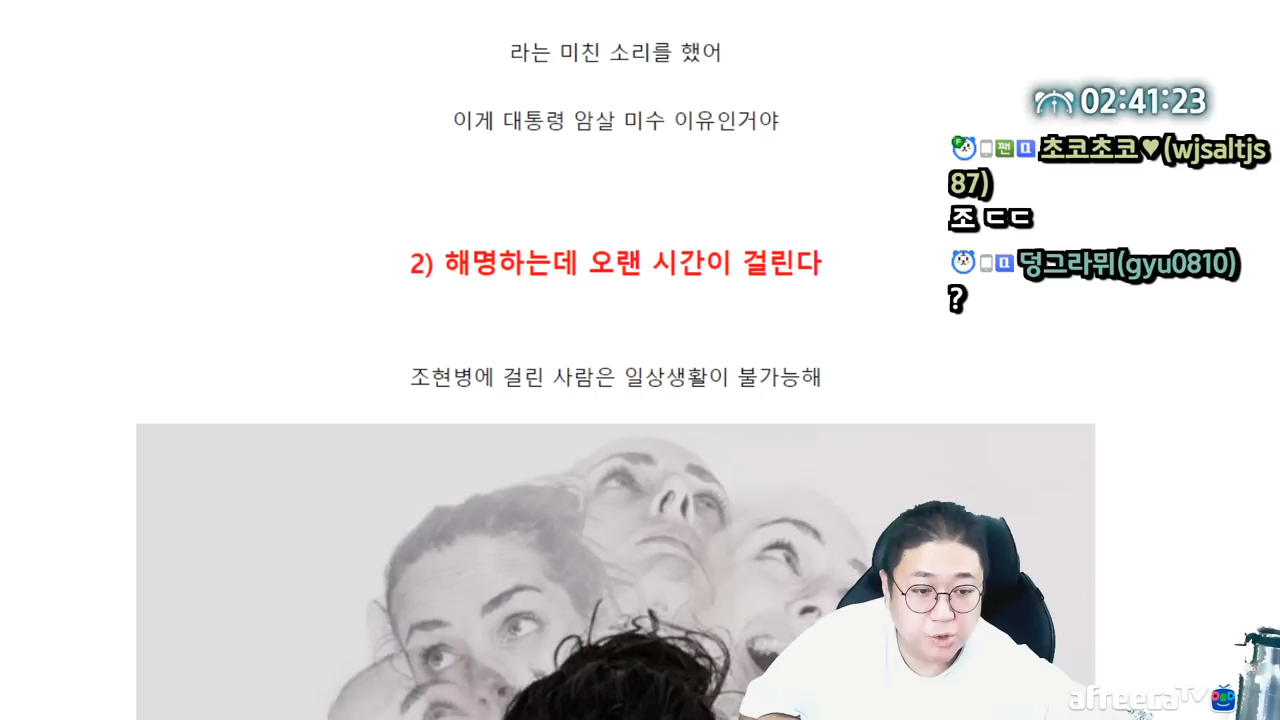 라는 미친 소리를 했어
이게 대통령 암살 미수 이유인거야
2) 해명하는데 오랜 시간이 걸린다
조현병에 걸린 사람은 일상생활이 불가능해
02:41:23
팬 초코초코♥(wjsaltjs
87)
조 ㄷㄷ
덩그라뮈(gyu0810)
?
afreecaTV